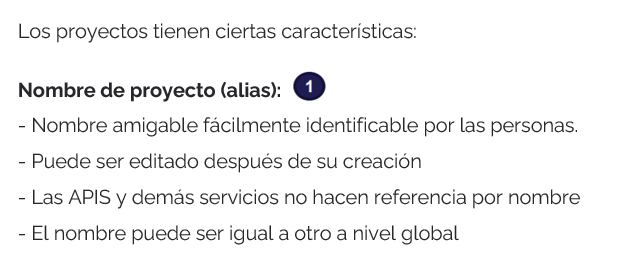 Los proyectos tienen ciertas características:
Nombre de proyecto (alias): 1
- Nombre amigable fácilmente identificable por las personas.
- Puede ser editado después de su creación
- Las APIS y demás servicios no hacen referencia por nombre
- El nombre puede ser igual a otro a nivel global